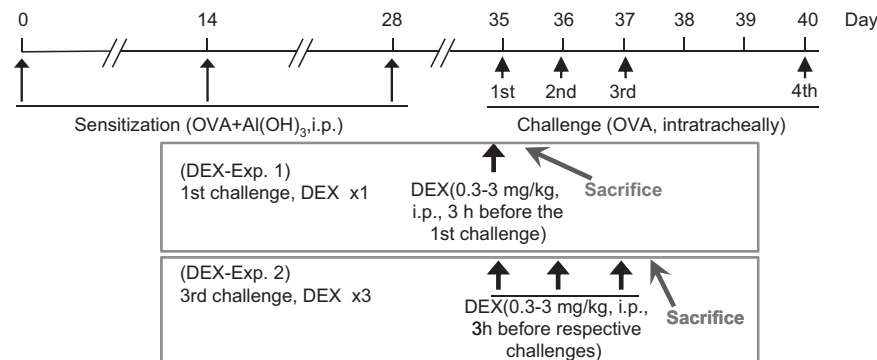 0 14 28 35 36 37 38 39 40 Day
1st 2nd 3rd 4th
Sensitization (OVA+Al(OH)3,i.p.) Challenge (OVA, intratracheally)
(DEX-Exp. 1)
1st challenge, DEX x1
DEX(0.3-3 mg/kg,
i.p., 3 h before the
1st challenge)
Sacrifice
(DEX-Exp. 2)
3rd challenge, DEX x3
DEX(0.3-3 mg/kg, i.p.,
3h before respective
challenges)
Sacrifice